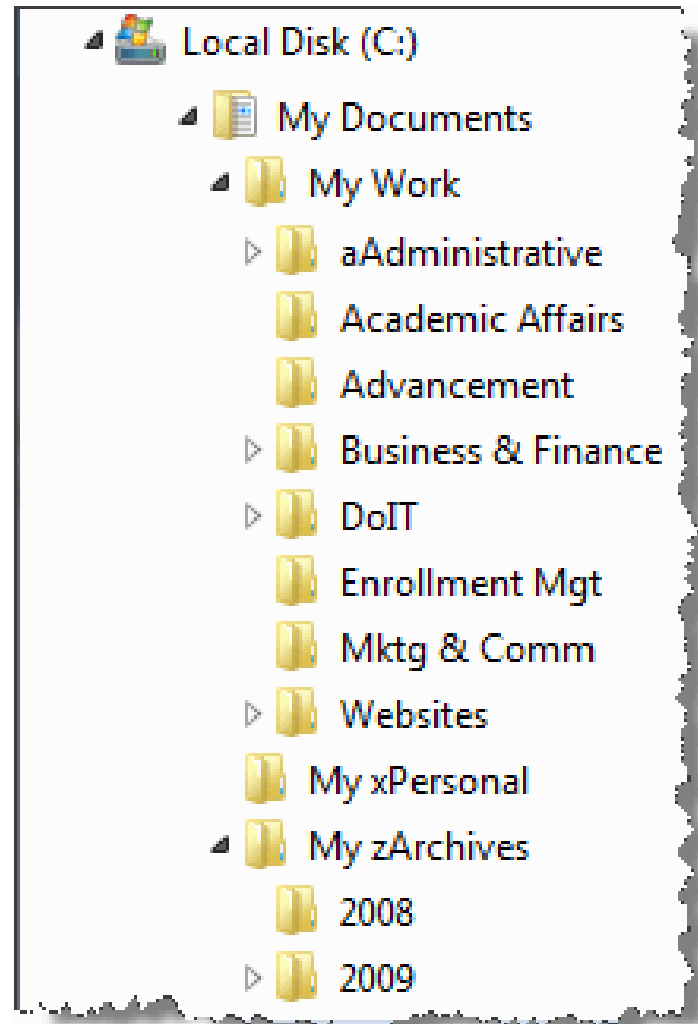 Local Disk (C:)
My Documents
My Work
aAdministrative
Academic Affairs
Advancement
Business & Finance
DoIT
Enrollment Mgt
Mktg & Comm
Websites
My xPersonal
My zArchives
2008
2009